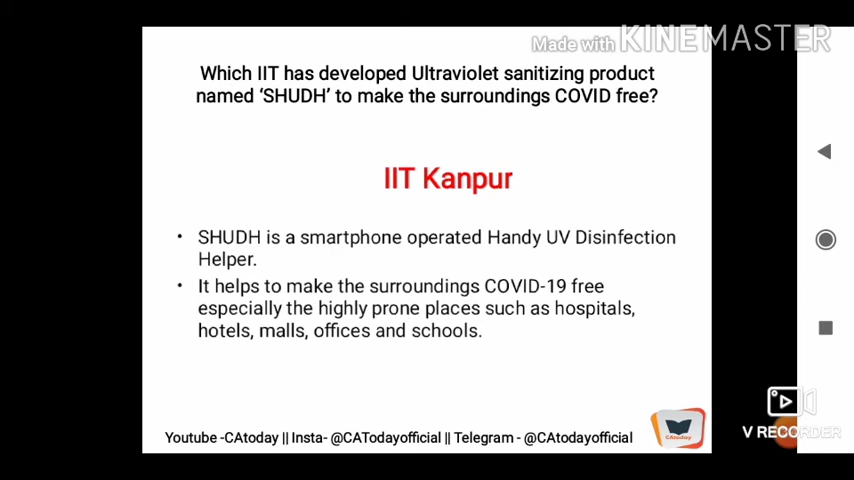 Made with KINEMASTER
Which IIT has developed Ultraviolet sanitizing product
named ‘SHUDH’ to make the surroundings COVID free?
IIT Kanpur
• SHUDH is a smartphone operated Handy UV Disinfection
Helper.
• It helps to make the surroundings COVID-19 free
especially the highly prone places such as hospitals,
hotels, malls, offices and schools.
V RECORDER
Youtube -CAtoday || Insta- @CATodayofficial || Telegram - @CAtodayofficial
CAtoday